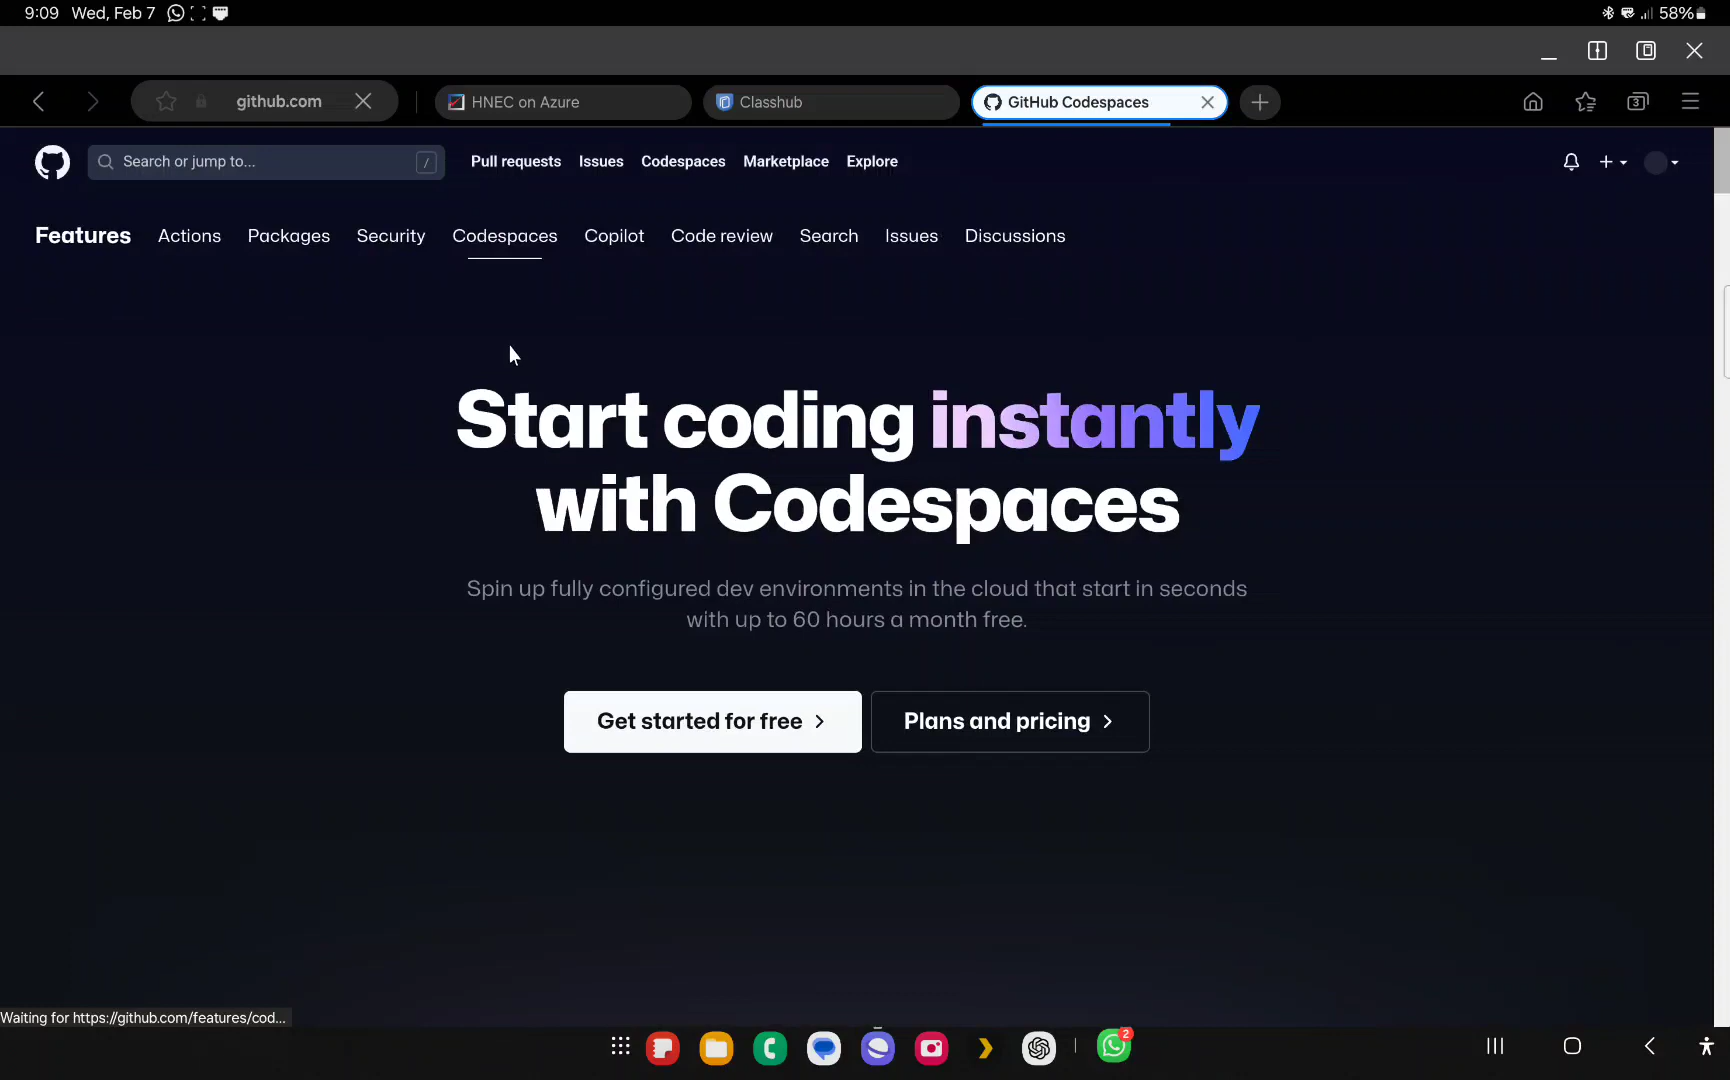 9:09 Wed, Feb 7
58%
github.com
HNEC on Azure
Classhub
GitHub Codespaces
3
Search or jump to...
/
Pull requests
Issues
Codespaces
Marketplace
Explore
Features
Actions
Packages
Security
Codespaces
Copilot
Code review
Search
Issues
Discussions
Start coding instantly
with Codespaces
Spin up fully configured dev environments in the cloud that start in seconds
with up to 60 hours a month free.
Get started for free
Plans and pricing
Waiting for https://github.com/features/cod...
2